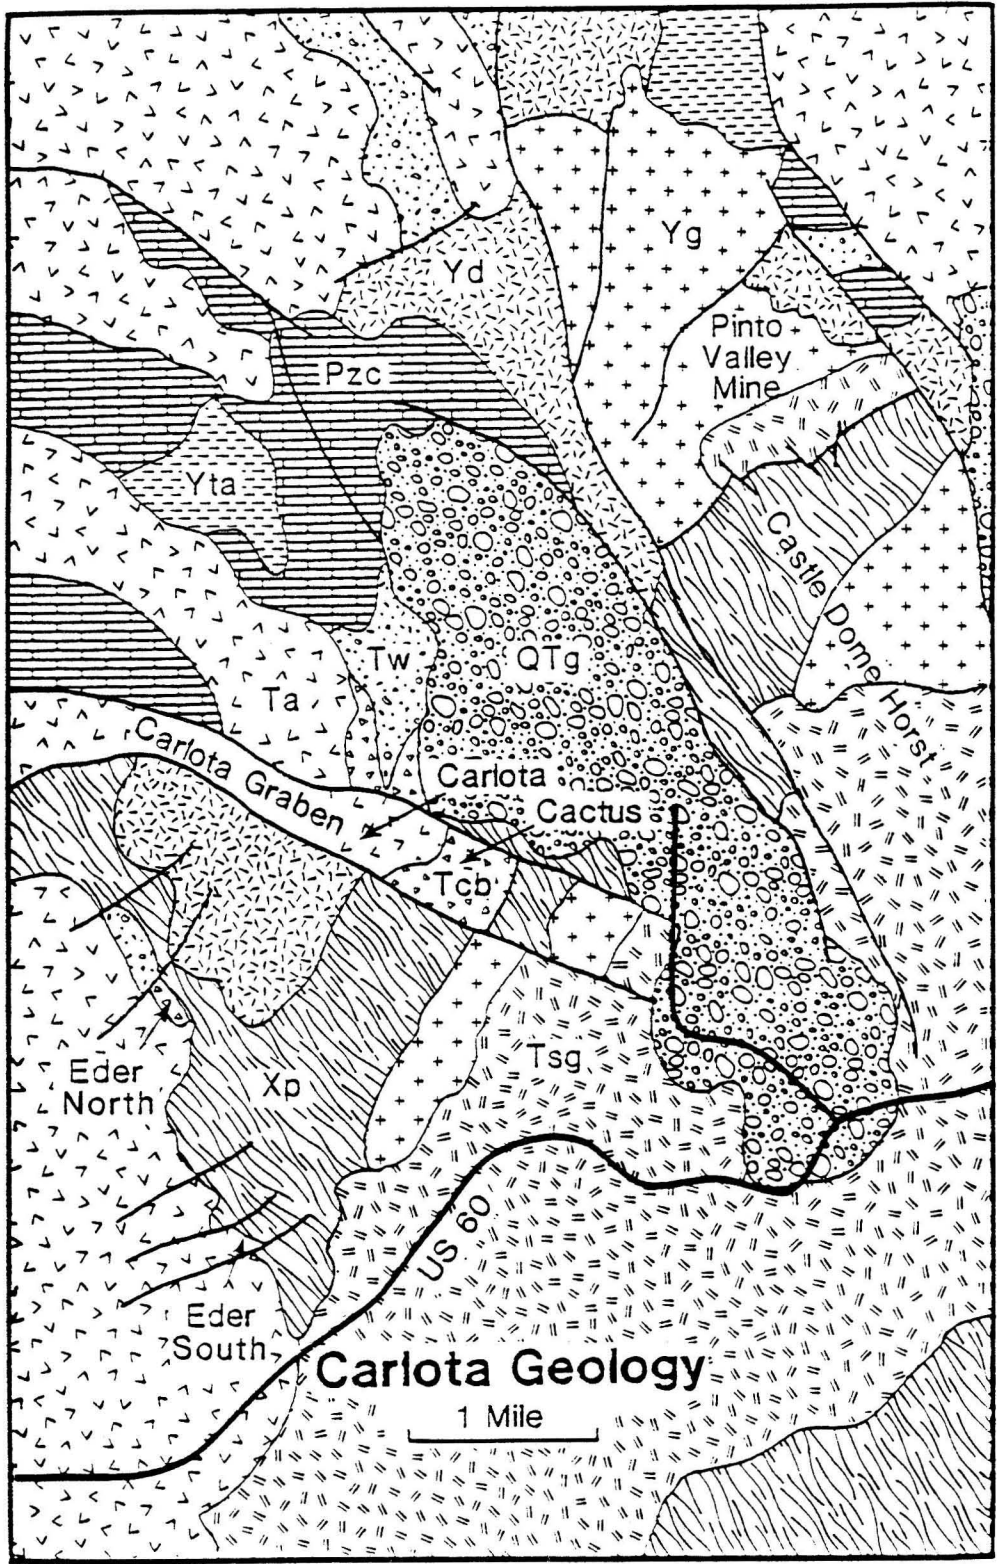 Yg
Yd
Pinto
Valley
Mine
Pzc
Yta
Castle Dome Horst
Tw
QTg
Ta
Carlota Graben
Carlota
Cactus
Tcb
Tsg
Eder
North
Xp
US 60
Eder
South
Carlota Geology
1 Mile